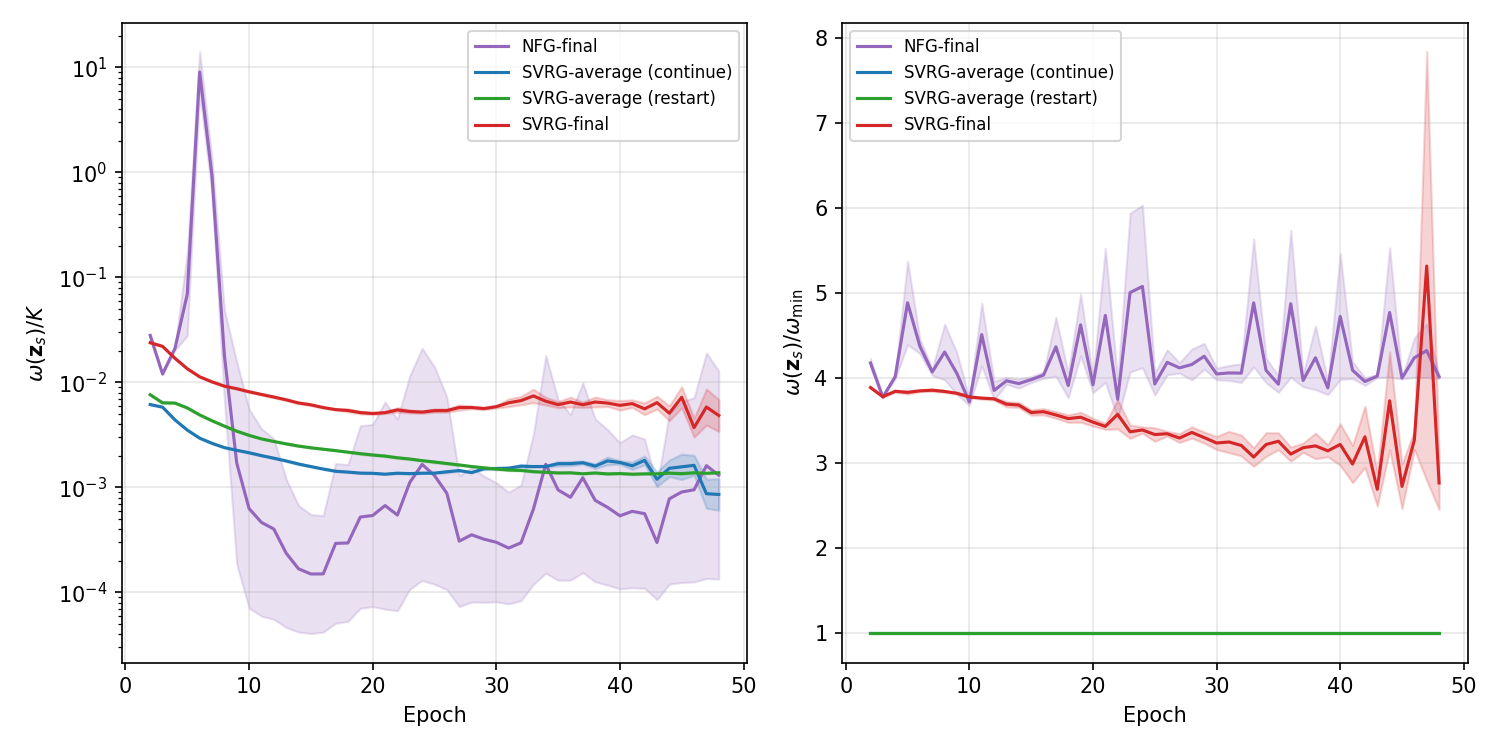 10¹
10⁰
10⁻¹
10⁻²
10⁻³
10⁻⁴
ω(𝐳ₛ)/K
0 10 20 30 40 50
Epoch
NFG-final
SVRG-average (continue)
SVRG-average (restart)
SVRG-final
8
7
6
5
4
3
2
1
ω(𝐳ₛ)/ω_min
0 10 20 30 40 50
Epoch
NFG-final
SVRG-average (continue)
SVRG-average (restart)
SVRG-final